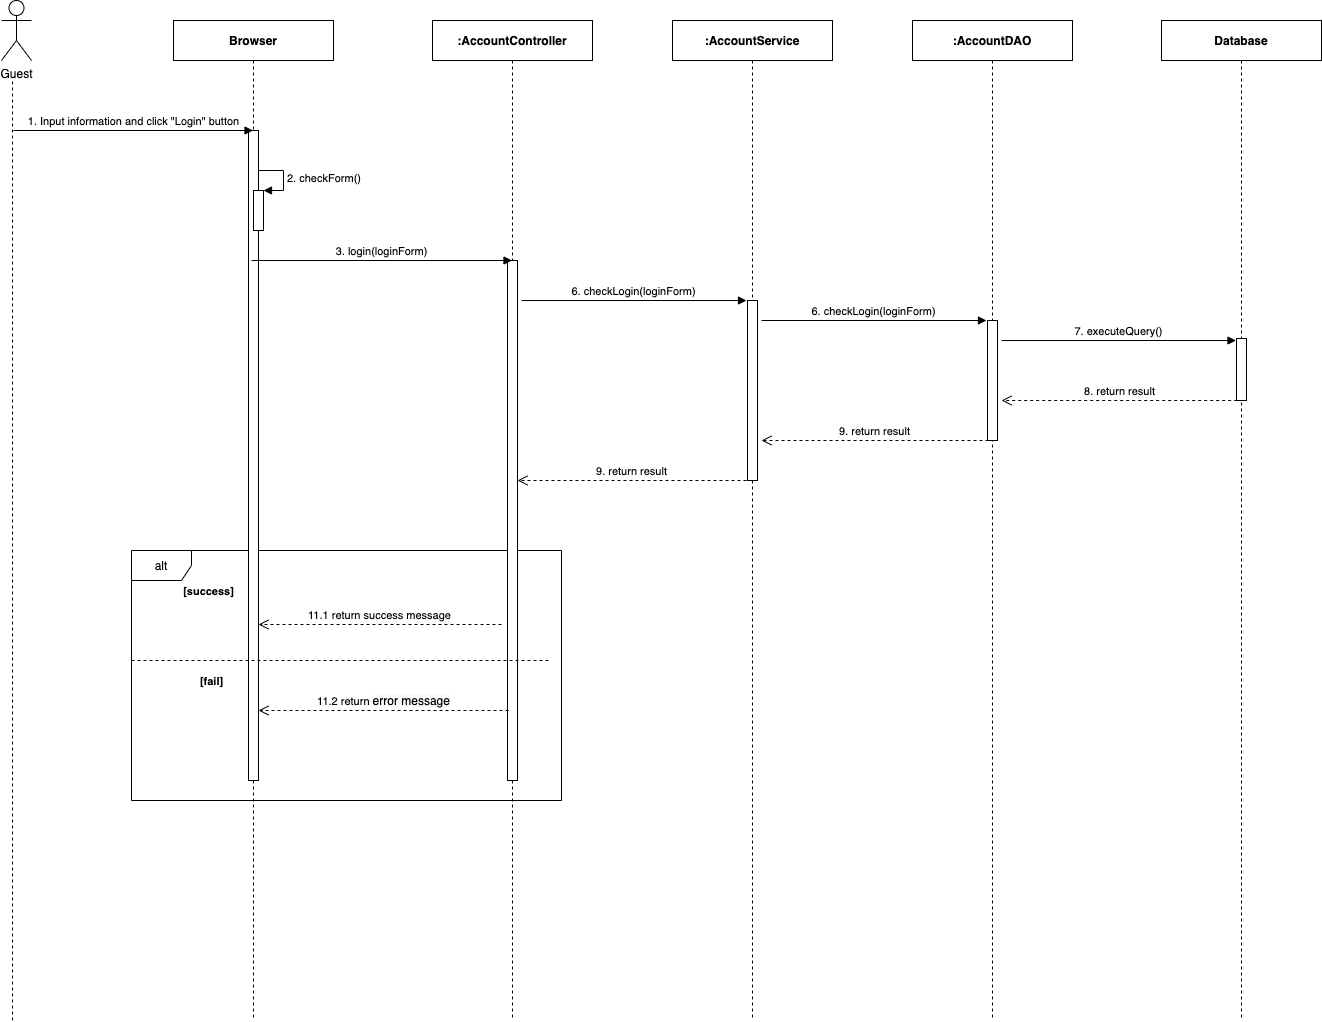 Guest
Browser
:AccountController
:AccountService
:AccountDAO
Database
1. Input information and click "Login" button
2. checkForm()
3. login(loginForm)
6. checkLogin(loginForm)
6. checkLogin(loginForm)
7. executeQuery()
8. return result
9. return result
9. return result
alt
[success]
11.1 return success message
[fail]
11.2 return error message